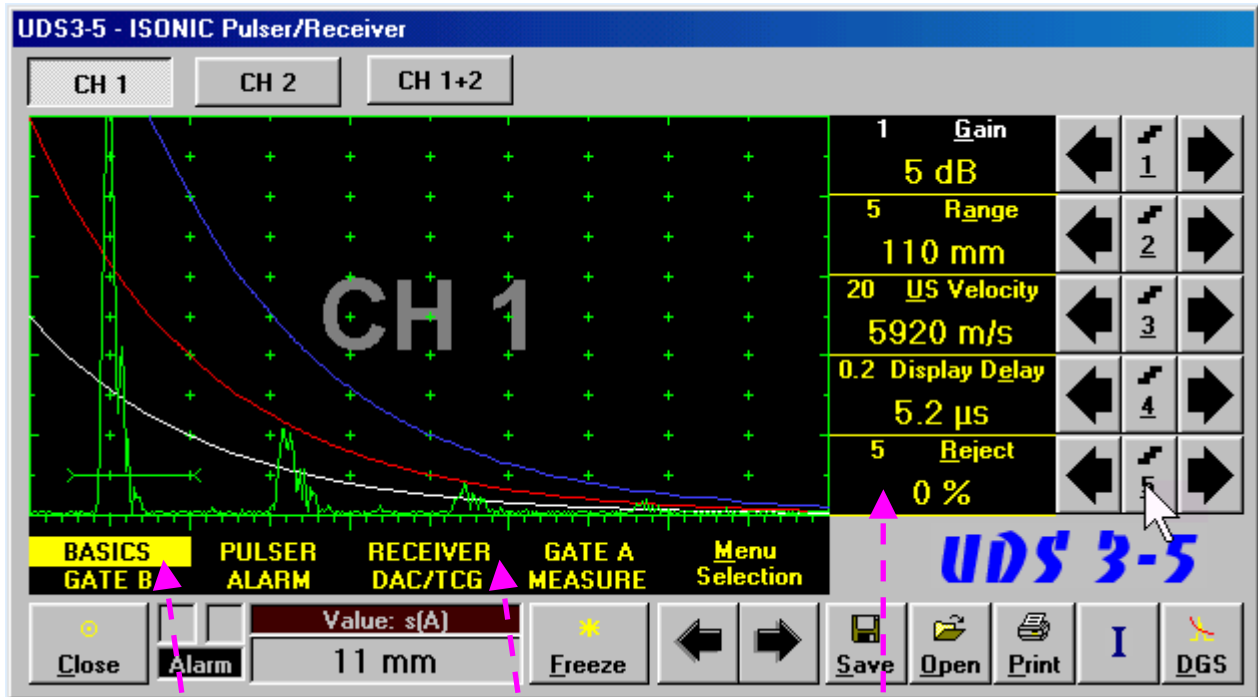 UDS3-5 - ISONIC Pulser/Receiver
CH 1 CH 2 CH 1+2
CH 1
1 Gain
5 dB
1
5 Range
110 mm
2
20 US Velocity
5920 m/s
3
0.2 Display Delay
5.2 µs
4
5 Reject
0 %
5
BASICS PULSER RECEIVER GATE A Menu
GATE B ALARM DAC/TCG MEASURE Selection
UDS 3-5
Close
Alarm
Value: s(A)
11 mm
Freeze
Save Open Print I DGS